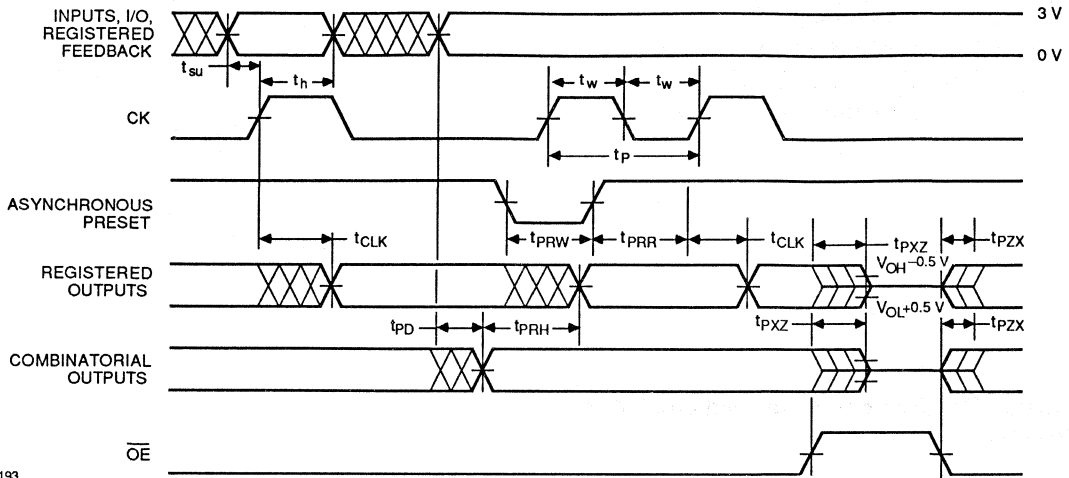 INPUTS, I/O,
REGISTERED
FEEDBACK
3 V
0 V
tsu
th
tw
tw
CK
tP
ASYNCHRONOUS
PRESET
tCLK
tPRW
tPRR
tCLK
tPXZ
tPZX
REGISTERED
OUTPUTS
VOH–0.5 V
VOL+0.5 V
tPD
tPRH
tPXZ
tPZX
COMBINATORIAL
OUTPUTS
OE
193